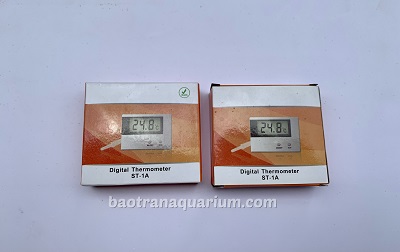 24.8
Digital Thermometer
ST-1A
24.8
Digital Thermometer
ST-1A
baotranaquarium.com